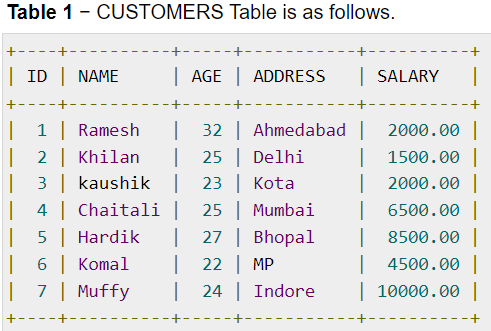 Table 1 − CUSTOMERS Table is as follows.
+----+----------+-----+-----------+----------+
| ID | NAME     | AGE | ADDRESS   | SALARY   |
+----+----------+-----+-----------+----------+
|  1 | Ramesh   |  32 | Ahmedabad |  2000.00 |
|  2 | Khilan   |  25 | Delhi     |  1500.00 |
|  3 | kaushik  |  23 | Kota      |  2000.00 |
|  4 | Chaitali |  25 | Mumbai    |  6500.00 |
|  5 | Hardik   |  27 | Bhopal    |  8500.00 |
|  6 | Komal    |  22 | MP        |  4500.00 |
|  7 | Muffy    |  24 | Indore    | 10000.00 |
+----+----------+-----+-----------+----------+